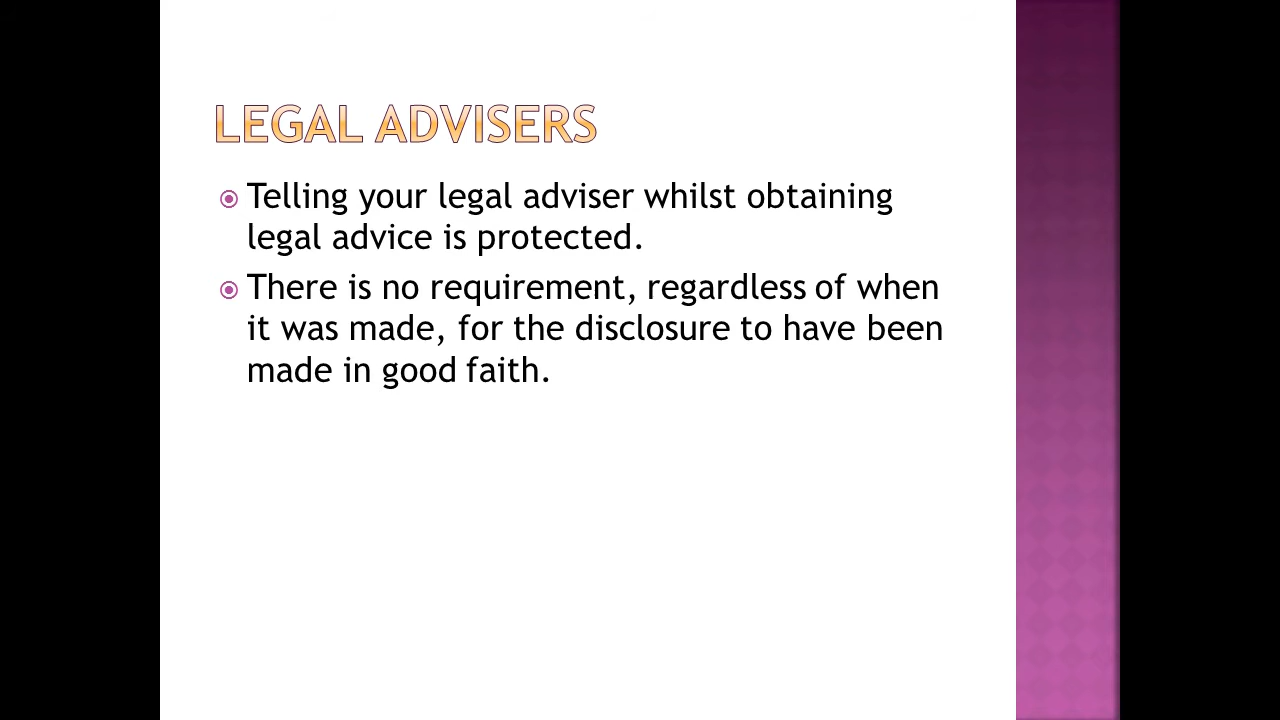 LEGAL ADVISERS
Telling your legal adviser whilst obtaining
legal advice is protected.
There is no requirement, regardless of when
it was made, for the disclosure to have been
made in good faith.